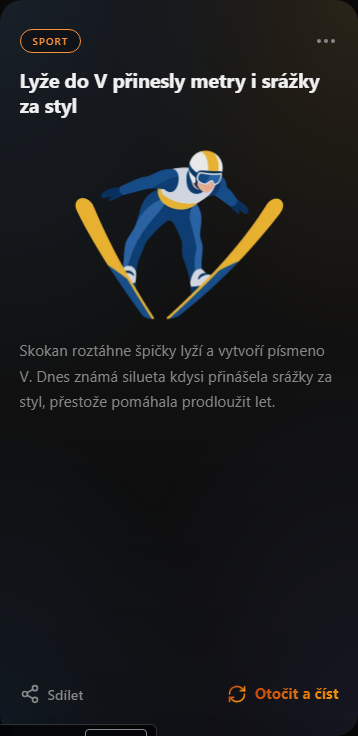 SPORT
Lyže do V přinesly metry i srážky
za styl
Skokan roztáhne špičky lyží a vytvoří písmeno
V. Dnes známá silueta kdysi přinášela srážky za
styl, přestože pomáhala prodloužit let.
Sdílet
Otočit a číst